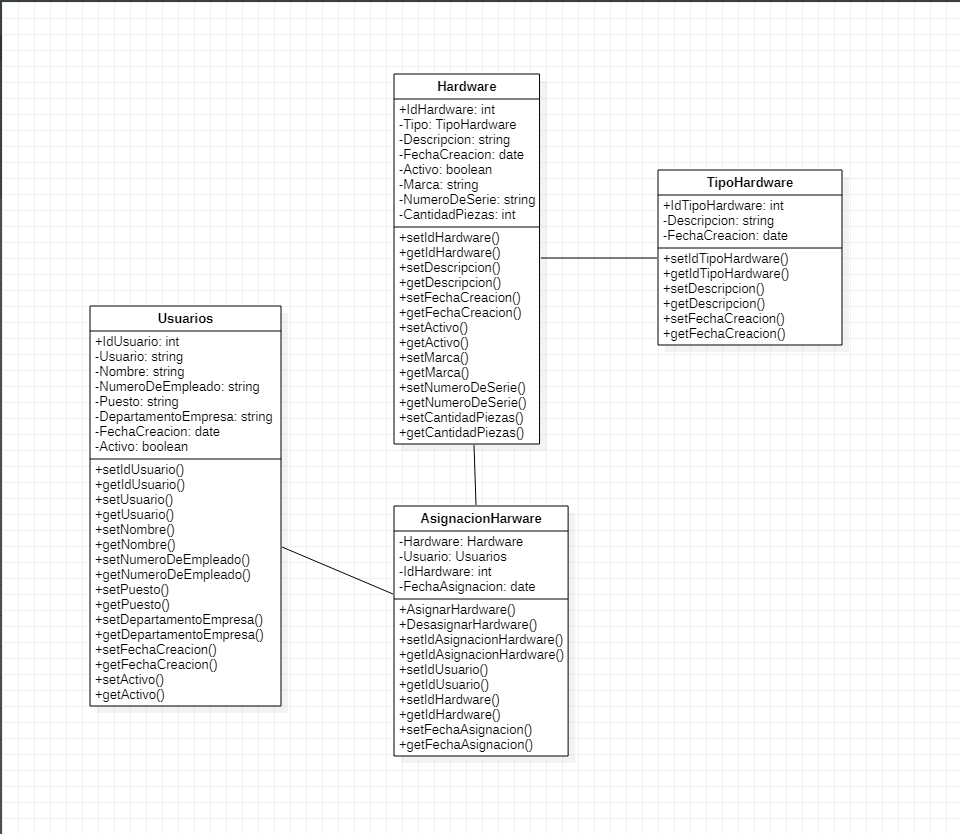 Hardware
+IdHardware: int
-Tipo: TipoHardware
-Descripcion: string
-FechaCreacion: date
-Activo: boolean
-Marca: string
-NumeroDeSerie: string
-CantidadPiezas: int
+setIdHardware()
+getIdHardware()
+setDescripcion()
+getDescripcion()
+setFechaCreacion()
+getFechaCreacion()
+setActivo()
+getActivo()
+setMarca()
+getMarca()
+setNumeroDeSerie()
+getNumeroDeSerie()
+setCantidadPiezas()
+getCantidadPiezas()
TipoHardware
+IdTipoHardware: int
-Descripcion: string
-FechaCreacion: date
+setIdTipoHardware()
+getIdTipoHardware()
+setDescripcion()
+getDescripcion()
+setFechaCreacion()
+getFechaCreacion()
Usuarios
+IdUsuario: int
-Usuario: string
-Nombre: string
-NumeroDeEmpleado: string
-Puesto: string
-DepartamentoEmpresa: string
-FechaCreacion: date
-Activo: boolean
+setIdUsuario()
+getIdUsuario()
+setUsuario()
+getUsuario()
+setNombre()
+getNombre()
+setNumeroDeEmpleado()
+getNumeroDeEmpleado()
+setPuesto()
+getPuesto()
+setDepartamentoEmpresa()
+getDepartamentoEmpresa()
+setFechaCreacion()
+getFechaCreacion()
+setActivo()
+getActivo()
AsignacionHarware
-Hardware: Hardware
-Usuario: Usuarios
-IdHardware: int
-FechaAsignacion: date
+AsignarHardware()
+DesasignarHardware()
+setIdAsignacionHardware()
+getIdAsignacionHardware()
+setIdUsuario()
+getIdUsuario()
+setIdHardware()
+getIdHardware()
+setFechaAsignacion()
+getFechaAsignacion()